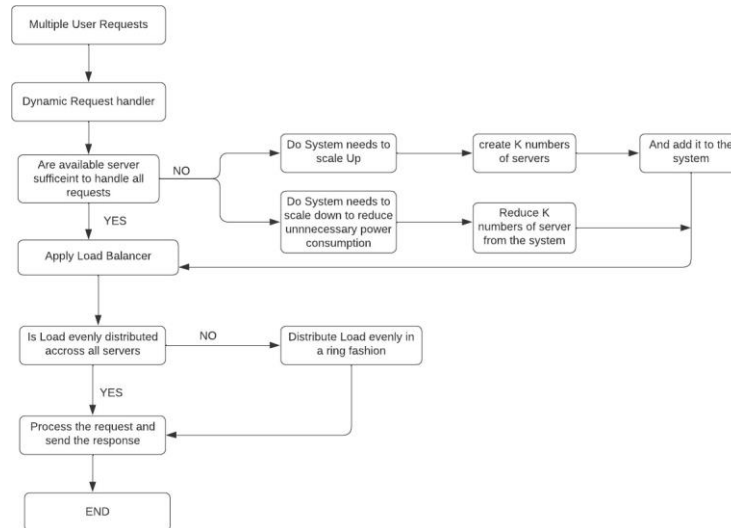 Multiple User Requests
Dynamic Request handler
Are available server
sufficeint to handle all
requests
NO
YES
Do System needs to
scale Up
create K numbers
of servers
And add it to the
system
Do System needs to
scale down to reduce
unnnecessary power
consumption
Reduce K
numbers of server
from the system
Apply Load Balancer
Is Load evenly distributed
accross all servers
NO
YES
Distribute Load evenly in
a ring fashion
Process the request and
send the response
END